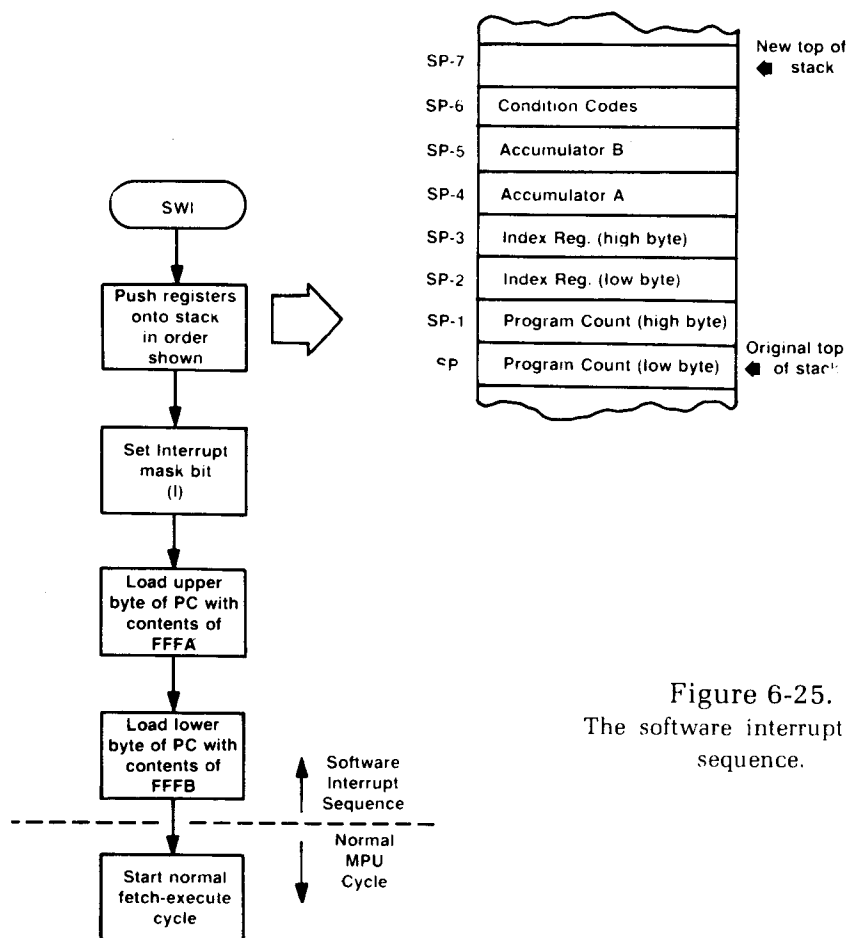 New top of
stack
SP-7
SP-6 Condition Codes
SP-5 Accumulator B
SP-4 Accumulator A
SP-3 Index Reg. (high byte)
SP-2 Index Reg. (low byte)
SP-1 Program Count (high byte)
SP Program Count (low byte)
Original top
of stack
SWI
Push registers
onto stack
in order
shown
Set Interrupt
mask bit
(I)
Load upper
byte of PC with
contents of
FFFA
Load lower
byte of PC with
contents of
FFFB
Software
Interrupt
Sequence
Normal
MPU
Cycle
Start normal
fetch-execute
cycle
Figure 6-25.
The software interrupt
sequence.